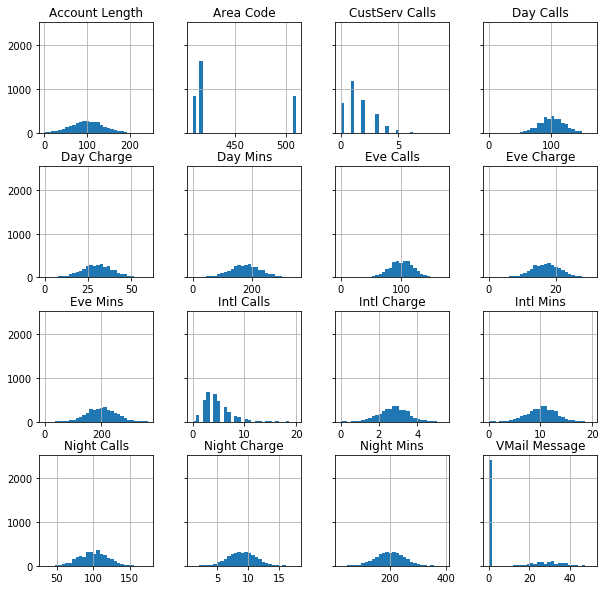 Account Length Area Code CustServ Calls Day Calls
2500
2000
1000
0
0 100 200 450 500 0 5 0 100
Day Charge Day Mins Eve Calls Eve Charge
2000
1000
0
0 25 50 0 200 0 100 0 20
Eve Mins Intl Calls Intl Charge Intl Mins
2000
1000
0
0 200 0 10 20 0 2 4 0 10 20
Night Calls Night Charge Night Mins VMail Message
2000
1000
0
50 100 150 5 10 15 200 400 0 20 40